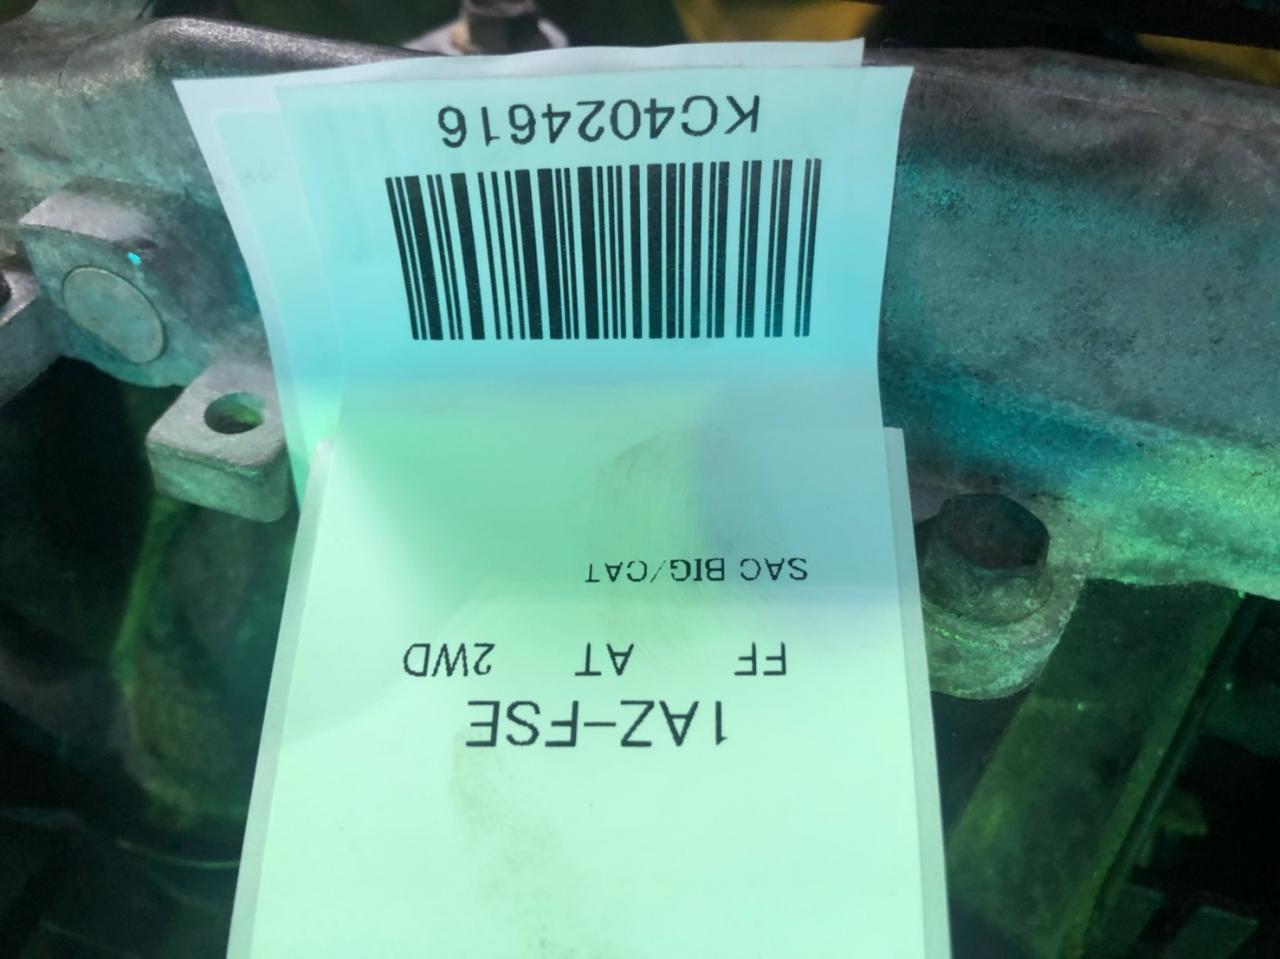 1AZ-FSE
FF AT 2WD
SAC BIG/CAT
KC4024616